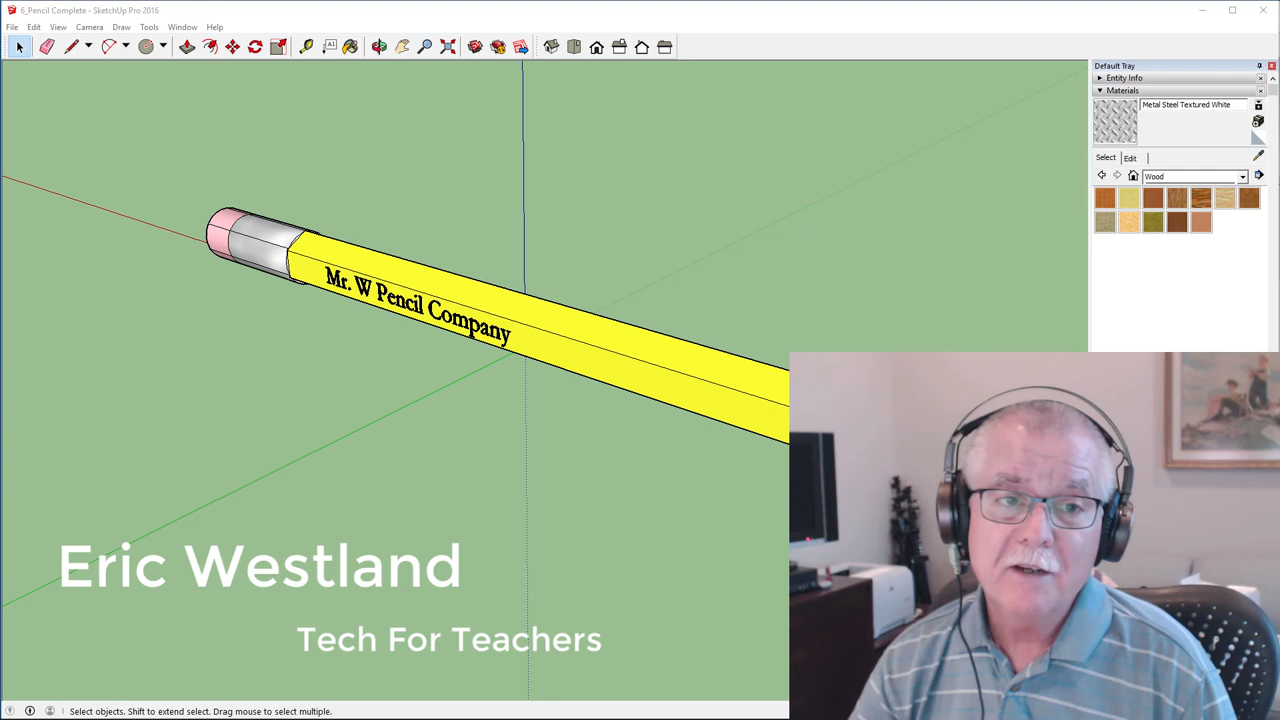 6_Pencil Complete - SketchUp Pro 2016
File Edit View Camera Draw Tools Window Help
Default Tray
Entity Info
Materials
Metal Steel Textured White
Select Edit
Wood
Mr. W Pencil Company
Eric Westland
Tech For Teachers
Select objects. Shift to extend select. Drag mouse to select multiple.